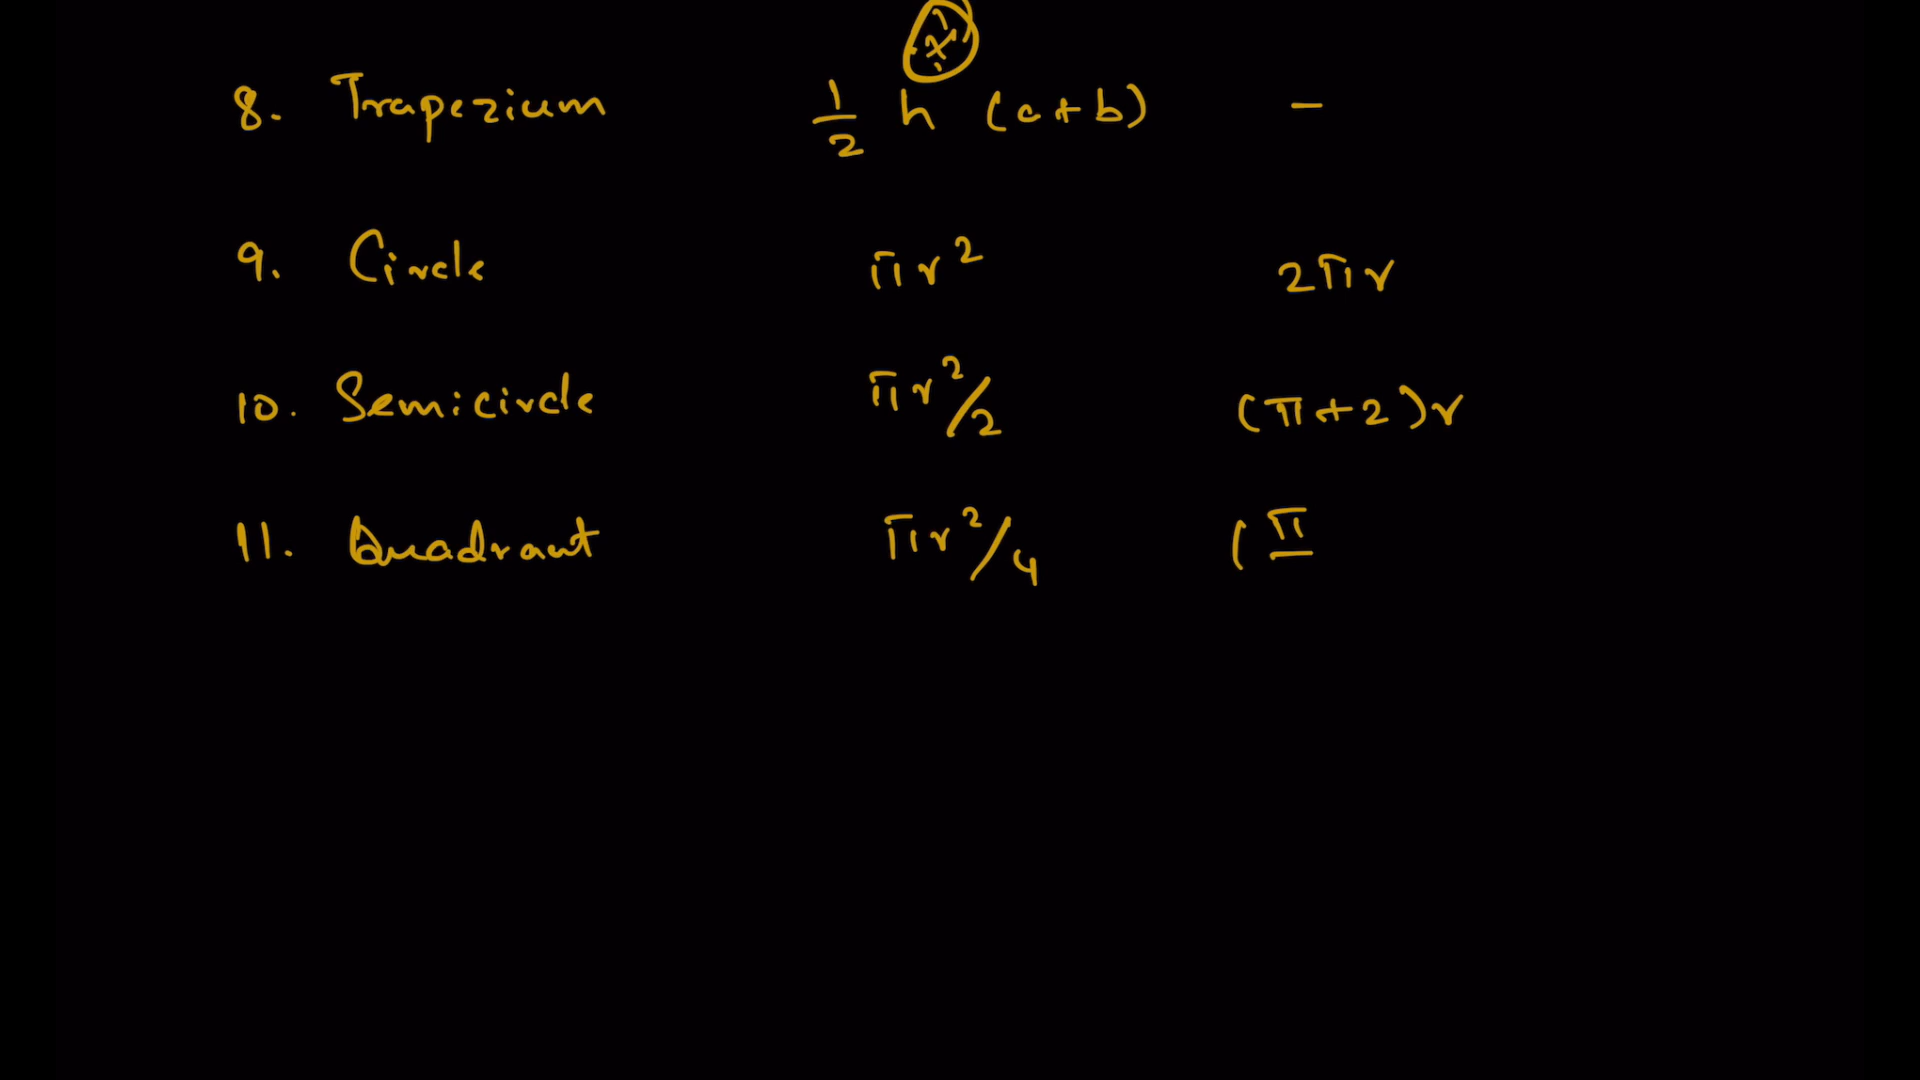 8. Trapezium 1/2 h (a+b) -
9. Circle πr² 2πr
10. Semicircle πr²/2 (π+2)r
11. Quadrant πr²/4 (π